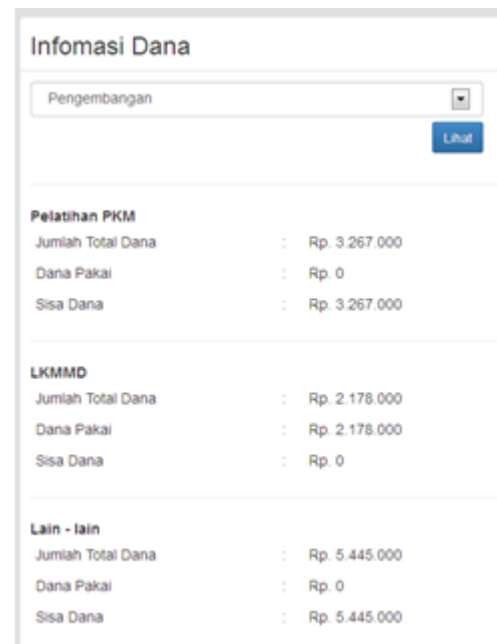 Infomasi Dana
Pengembangan
Lihat
Pelatihan PKM
Jumlah Total Dana : Rp. 3.267.000
Dana Pakai : Rp. 0
Sisa Dana : Rp. 3.267.000
LKMMD
Jumlah Total Dana : Rp. 2.178.000
Dana Pakai : Rp. 2.178.000
Sisa Dana : Rp. 0
Lain - lain
Jumlah Total Dana : Rp. 5.445.000
Dana Pakai : Rp. 0
Sisa Dana : Rp. 5.445.000